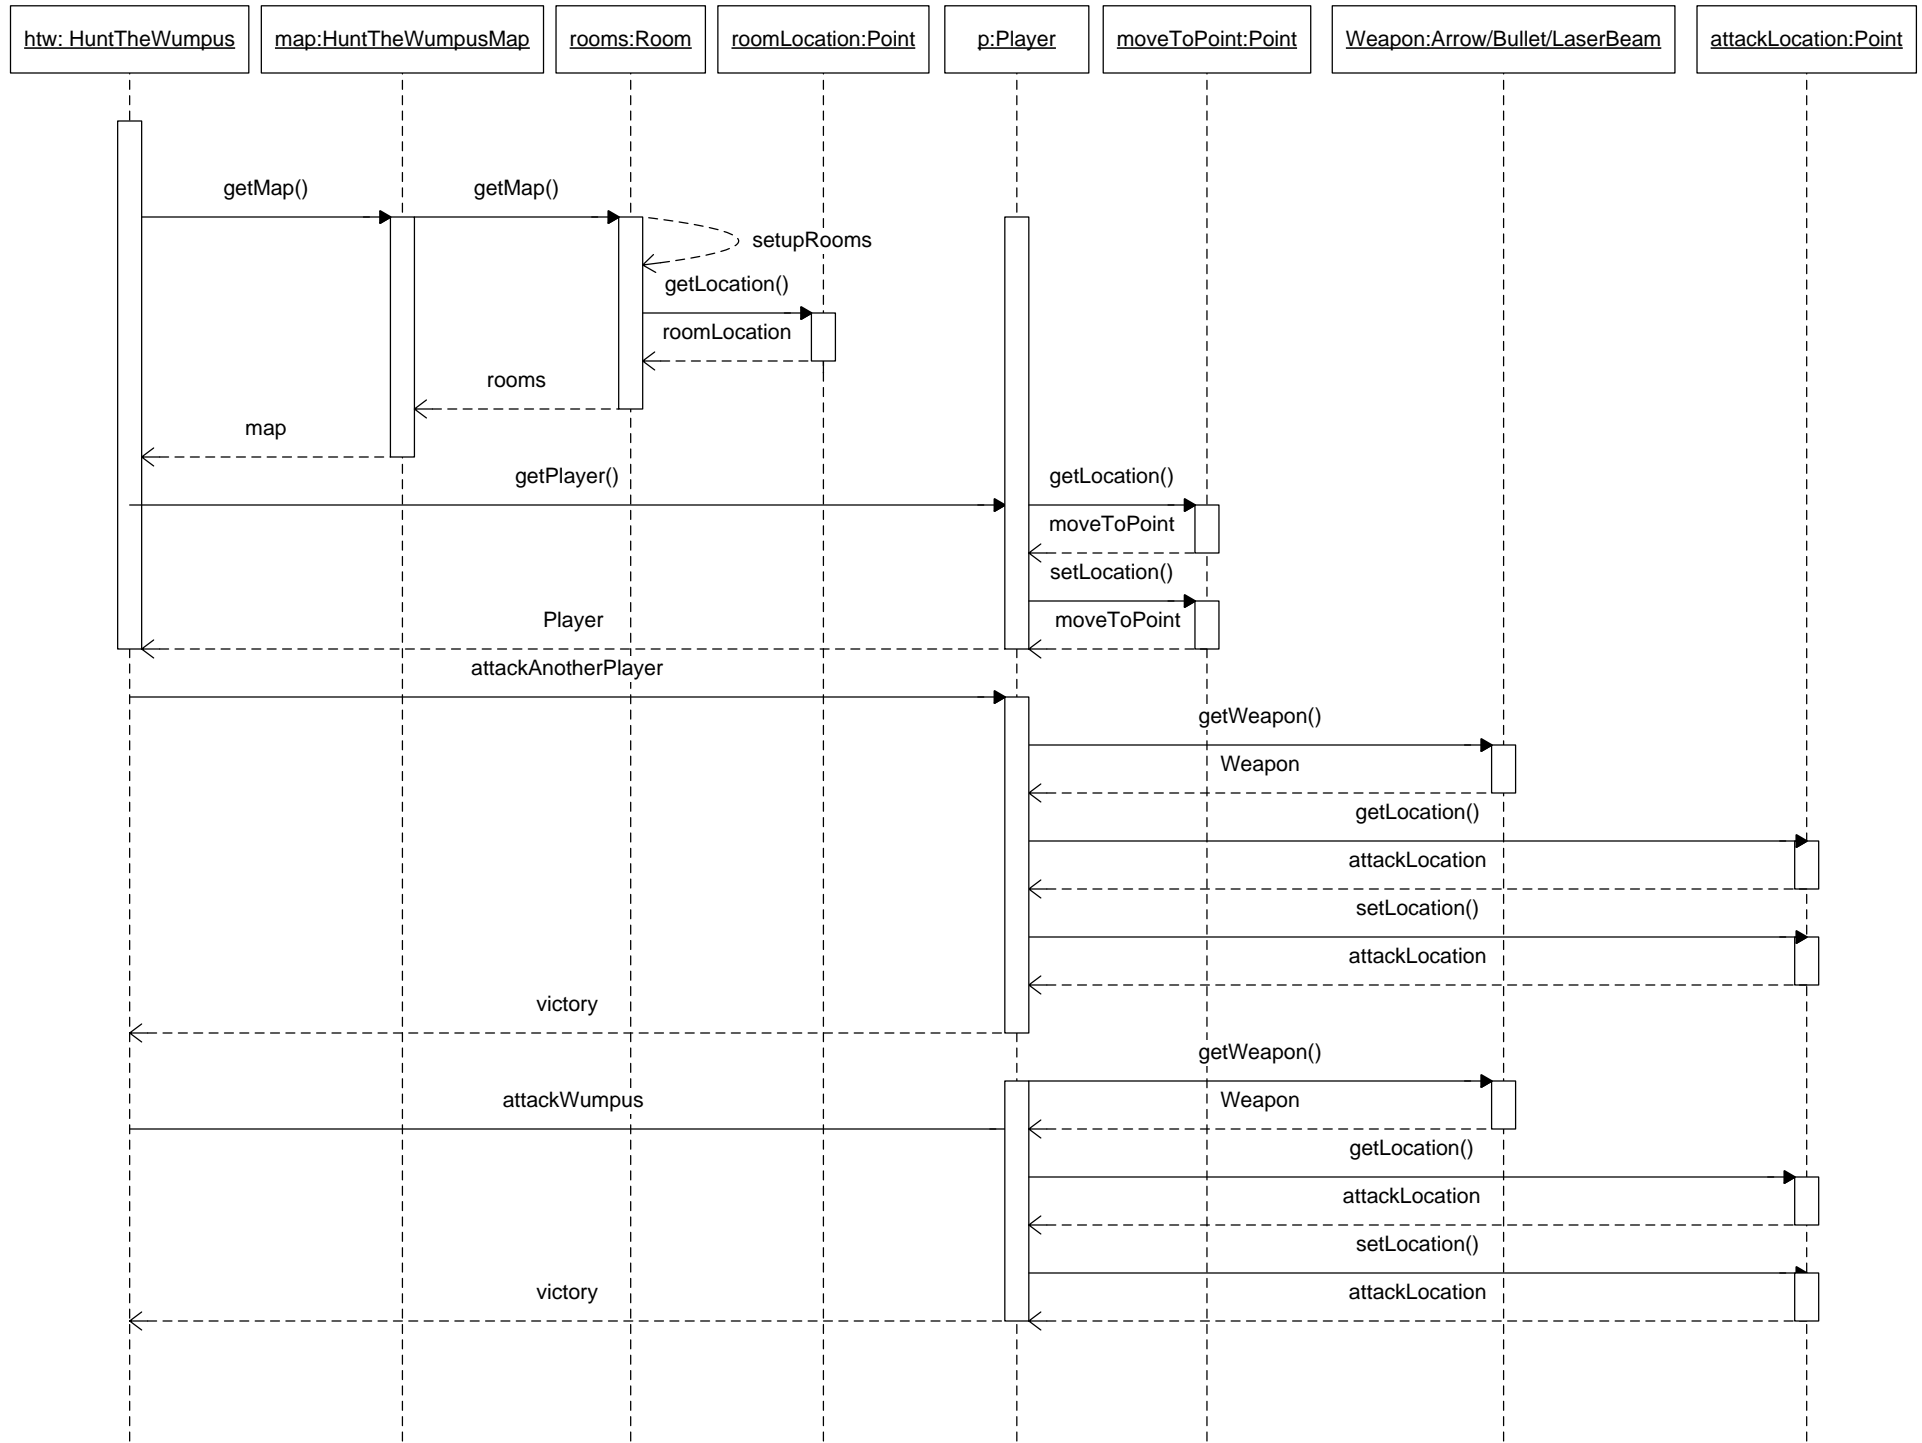 htw: HuntTheWumpus
map:HuntTheWumpusMap
rooms:Room
roomLocation:Point
p:Player
moveToPoint:Point
Weapon:Arrow/Bullet/LaserBeam
attackLocation:Point
getMap()
getMap()
setupRooms
getLocation()
roomLocation
rooms
map
getPlayer()
getLocation()
moveToPoint
setLocation()
Player
moveToPoint
attackAnotherPlayer
getWeapon()
Weapon
getLocation()
attackLocation
setLocation()
attackLocation
victory
getWeapon()
attackWumpus
Weapon
getLocation()
attackLocation
setLocation()
victory
attackLocation